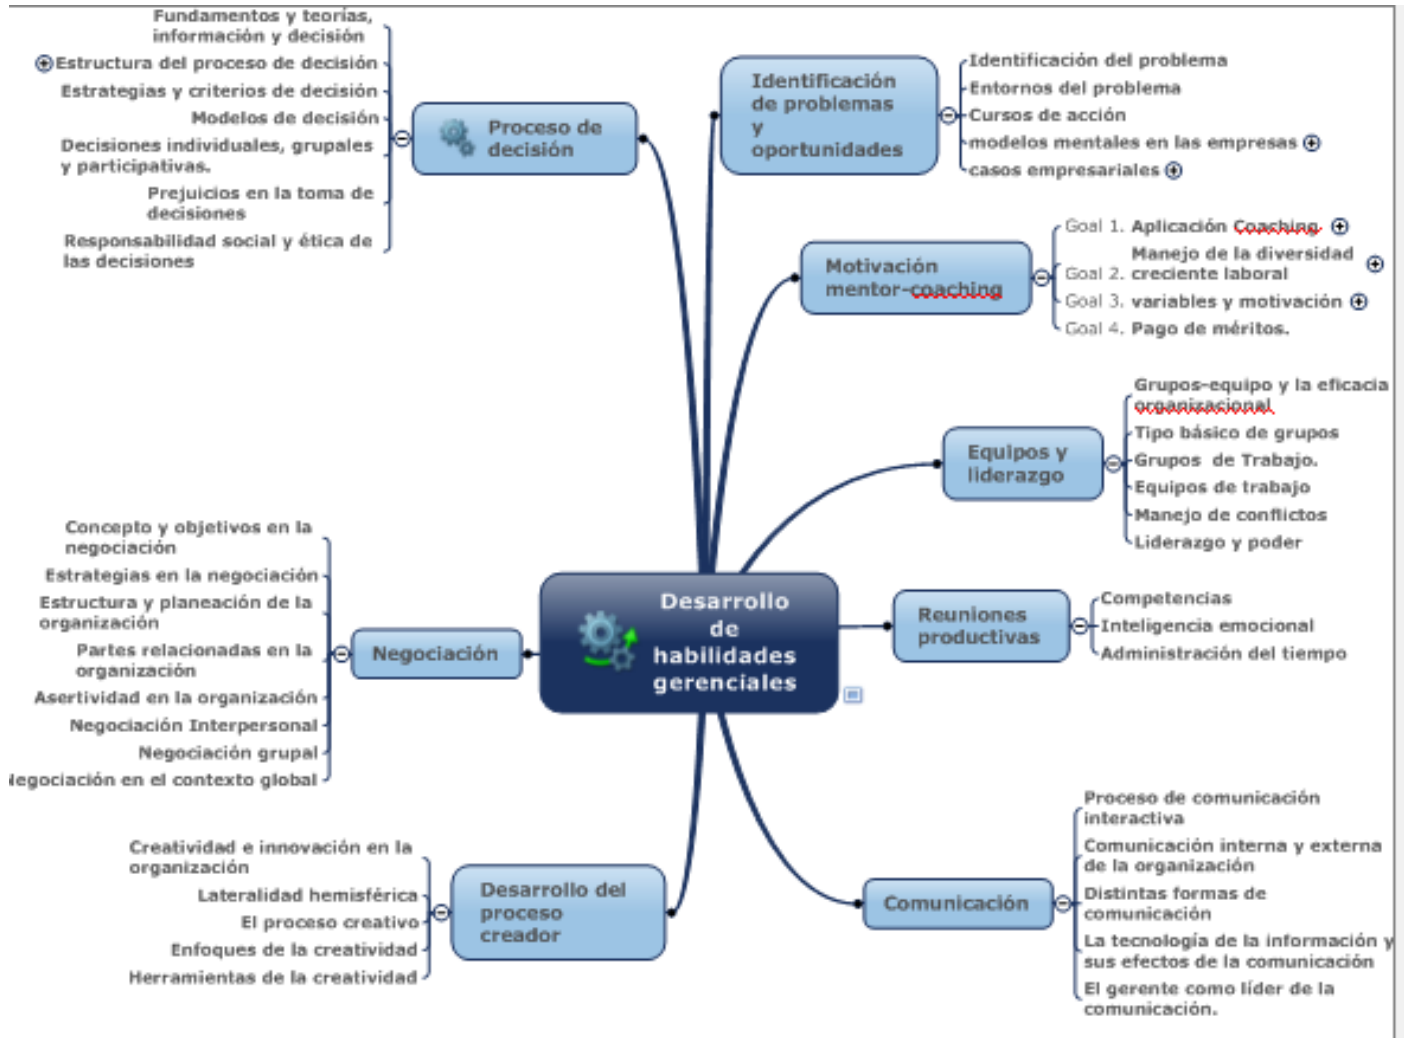 Fundamentos y teorías,
información y decisión
Estructura del proceso de decisión
Estrategias y criterios de decisión
Modelos de decisión
Decisiones individuales, grupales
y participativas.
Prejuicios en la toma de
decisiones
Responsabilidad social y ética de
las decisiones
Proceso de
decisión
Identificación
de problemas
y
oportunidades
Identificación del problema
Entornos del problema
Cursos de acción
modelos mentales en las empresas
casos empresariales
Motivación
mentor-coaching
Goal 1. Aplicación Coaching
Manejo de la diversidad
Goal 2. creciente laboral
Goal 3. variables y motivación
Goal 4. Pago de méritos.
Equipos y
liderazgo
Grupos-equipo y la eficacia
organizacional
Tipo básico de grupos
Grupos de Trabajo.
Equipos de trabajo
Manejo de conflictos
Liderazgo y poder
Concepto y objetivos en la
negociación
Estrategias en la negociación
Estructura y planeación de la
organización
Partes relacionadas en la
organización
Asertividad en la organización
Negociación Interpersonal
Negociación grupal
Negociación en el contexto global
Negociación
Desarrollo
de
habilidades
gerenciales
Reuniones
productivas
Competencias
Inteligencia emocional
Administración del tiempo
Creatividad e innovación en la
organización
Lateralidad hemisférica
El proceso creativo
Enfoques de la creatividad
Herramientas de la creatividad
Desarrollo del
proceso
creador
Comunicación
Proceso de comunicación
interactiva
Comunicación interna y externa
de la organización
Distintas formas de
comunicación
La tecnología de la información y
sus efectos de la comunicación
El gerente como líder de la
comunicación.